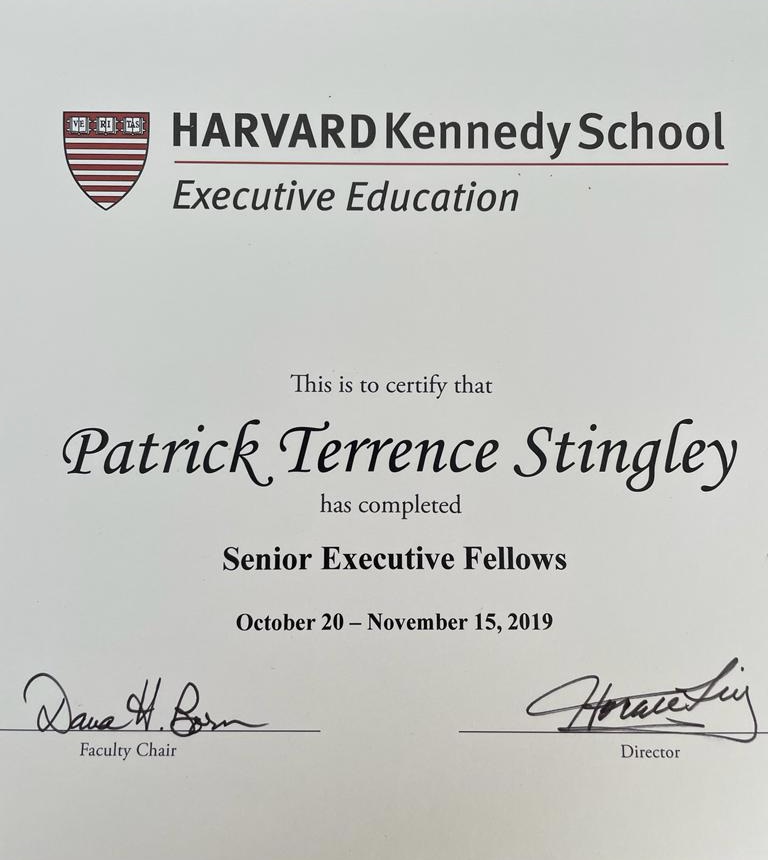 VE RI TAS
HARVARD Kennedy School
Executive Education
This is to certify that
Patrick Terrence Stingley
has completed
Senior Executive Fellows
October 20 – November 15, 2019
Dana H. Born
Horace Ling
Faculty Chair
Director